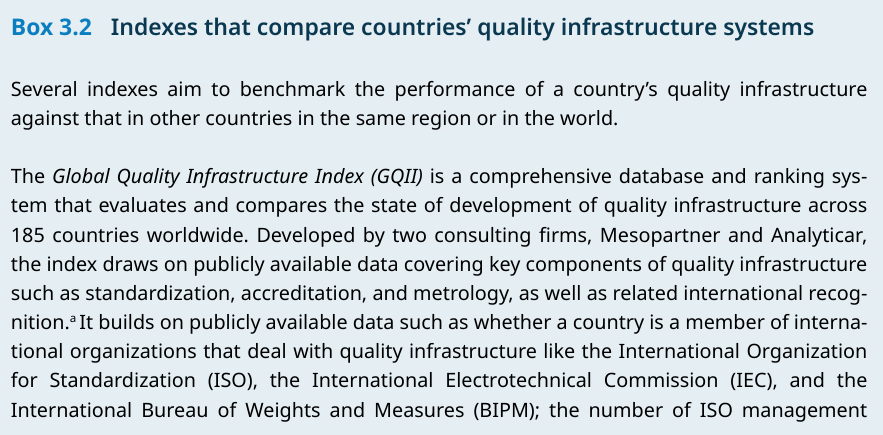 Box 3.2 Indexes that compare countries’ quality infrastructure systems
Several indexes aim to benchmark the performance of a country’s quality infrastructure
against that in other countries in the same region or in the world.
The Global Quality Infrastructure Index (GQII) is a comprehensive database and ranking sys-
tem that evaluates and compares the state of development of quality infrastructure across
185 countries worldwide. Developed by two consulting firms, Mesopartner and Analyticar,
the index draws on publicly available data covering key components of quality infrastructure
such as standardization, accreditation, and metrology, as well as related international recog-
nition.a It builds on publicly available data such as whether a country is a member of interna-
tional organizations that deal with quality infrastructure like the International Organization
for Standardization (ISO), the International Electrotechnical Commission (IEC), and the
International Bureau of Weights and Measures (BIPM); the number of ISO management